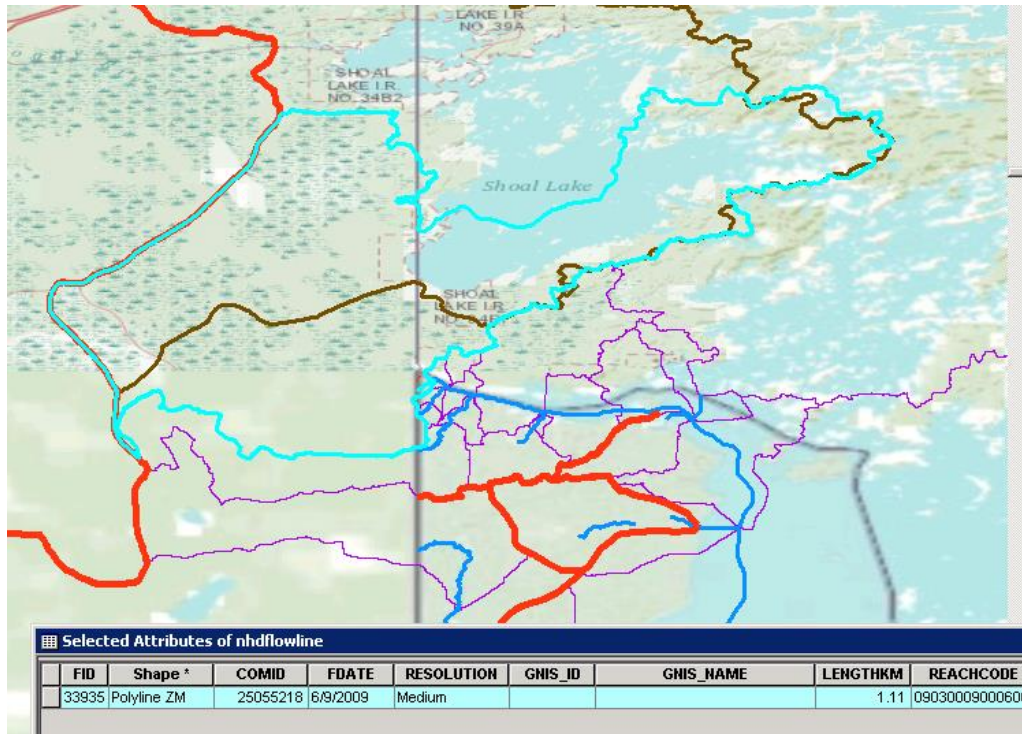 LAKE I.R.
NO. 39A
SHOAL
LAKE I.R.
NO. 34B2
Shoal Lake
SHOAL
LAKE I.R.
Selected Attributes of nhdflowline
FID Shape * COMID FDATE RESOLUTION GNIS_ID GNIS_NAME LENGTHKM REACHCODE
33935 Polyline ZM 25055218 6/9/2009 Medium 1.11 0903000900060